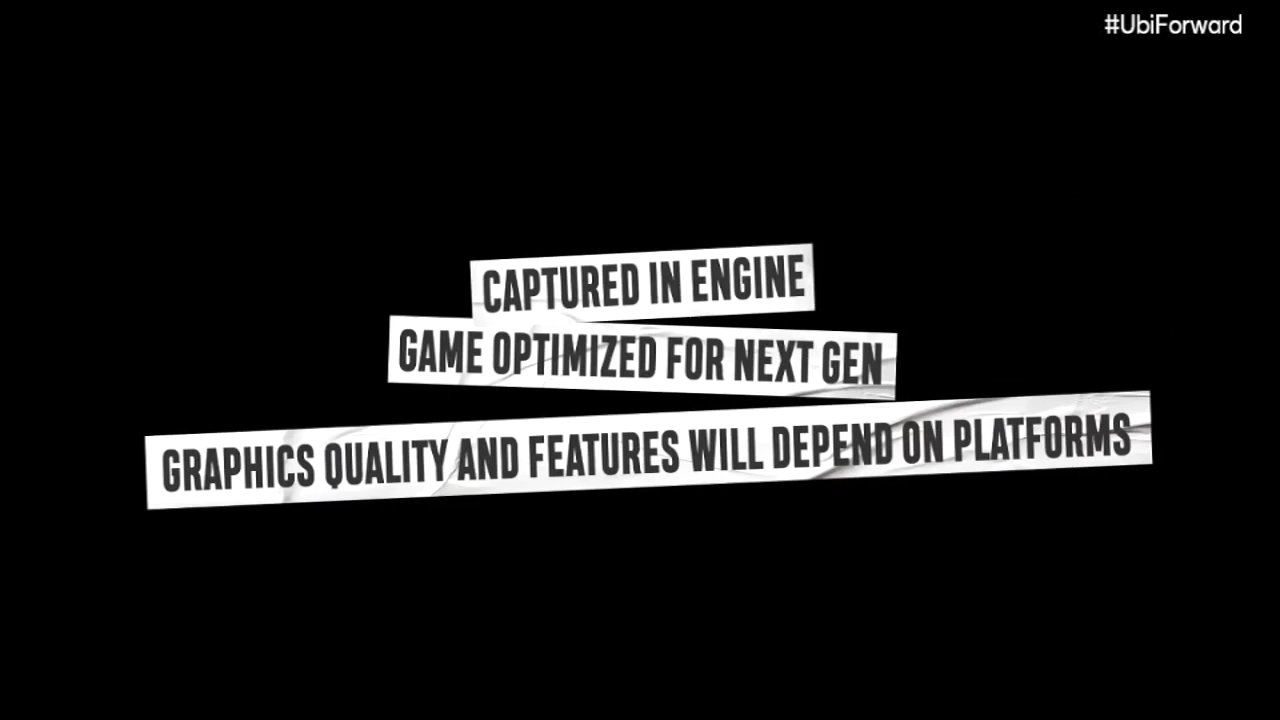 #UbiForward
CAPTURED IN ENGINE
GAME OPTIMIZED FOR NEXT GEN
GRAPHICS QUALITY AND FEATURES WILL DEPEND ON PLATFORMS